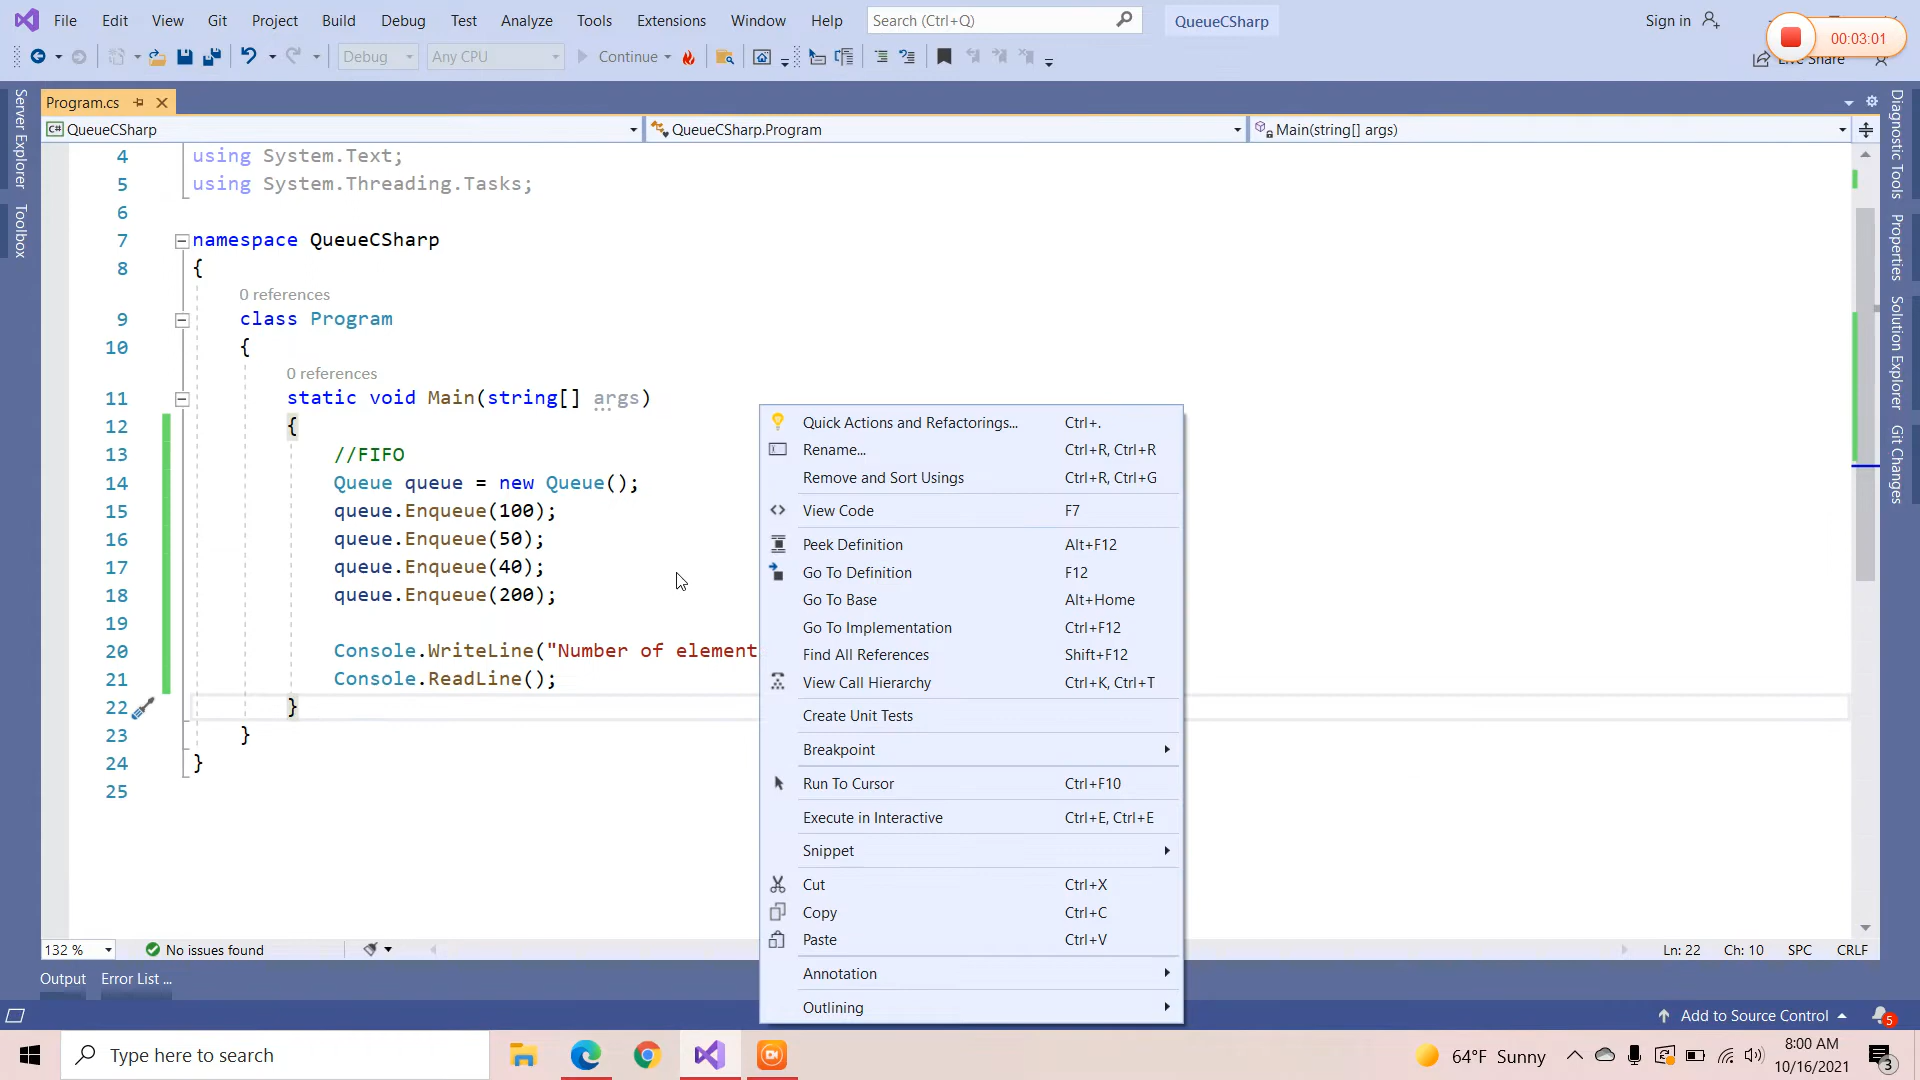 File Edit View Git Project Build Debug Test Analyze Tools Extensions Window Help Search (Ctrl+Q) QueueCSharp Sign in
00:03:01
Debug Any CPU Continue Live Share
Program.cs
QueueCSharp QueueCSharp.Program Main(string[] args)
4 using System.Text;
5 using System.Threading.Tasks;
6
7 namespace QueueCSharp
8 {
0 references
9 class Program
10 {
0 references
11 static void Main(string[] args)
12 {
13 //FIFO
14 Queue queue = new Queue();
15 queue.Enqueue(100);
16 queue.Enqueue(50);
17 queue.Enqueue(40);
18 queue.Enqueue(200);
19
20 Console.WriteLine("Number of element
21 Console.ReadLine();
22 }
23 }
24 }
25
Quick Actions and Refactorings... Ctrl+.
Rename... Ctrl+R, Ctrl+R
Remove and Sort Usings Ctrl+R, Ctrl+G
View Code F7
Peek Definition Alt+F12
Go To Definition F12
Go To Base Alt+Home
Go To Implementation Ctrl+F12
Find All References Shift+F12
View Call Hierarchy Ctrl+K, Ctrl+T
Create Unit Tests
Breakpoint
Run To Cursor Ctrl+F10
Execute in Interactive Ctrl+E, Ctrl+E
Snippet
Cut Ctrl+X
Copy Ctrl+C
Paste Ctrl+V
Annotation
Outlining
Server Explorer
Toolbox
Diagnostic Tools
Properties
Solution Explorer
Git Changes
132 % No issues found Ln: 22 Ch: 10 SPC CRLF
Output Error List ...
Add to Source Control 5
Type here to search 64°F Sunny 8:00 AM
10/16/2021 3